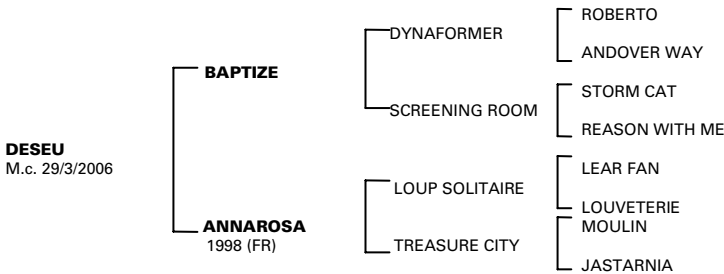 ROBERTO
DYNAFORMER
ANDOVER WAY
BAPTIZE
STORM CAT
SCREENING ROOM
REASON WITH ME
DESEU
M.c. 29/3/2006
LEAR FAN
LOUP SOLITAIRE
LOUVETERIE
ANNAROSA
1998 (FR)
MOULIN
TREASURE CITY
JASTARNIA